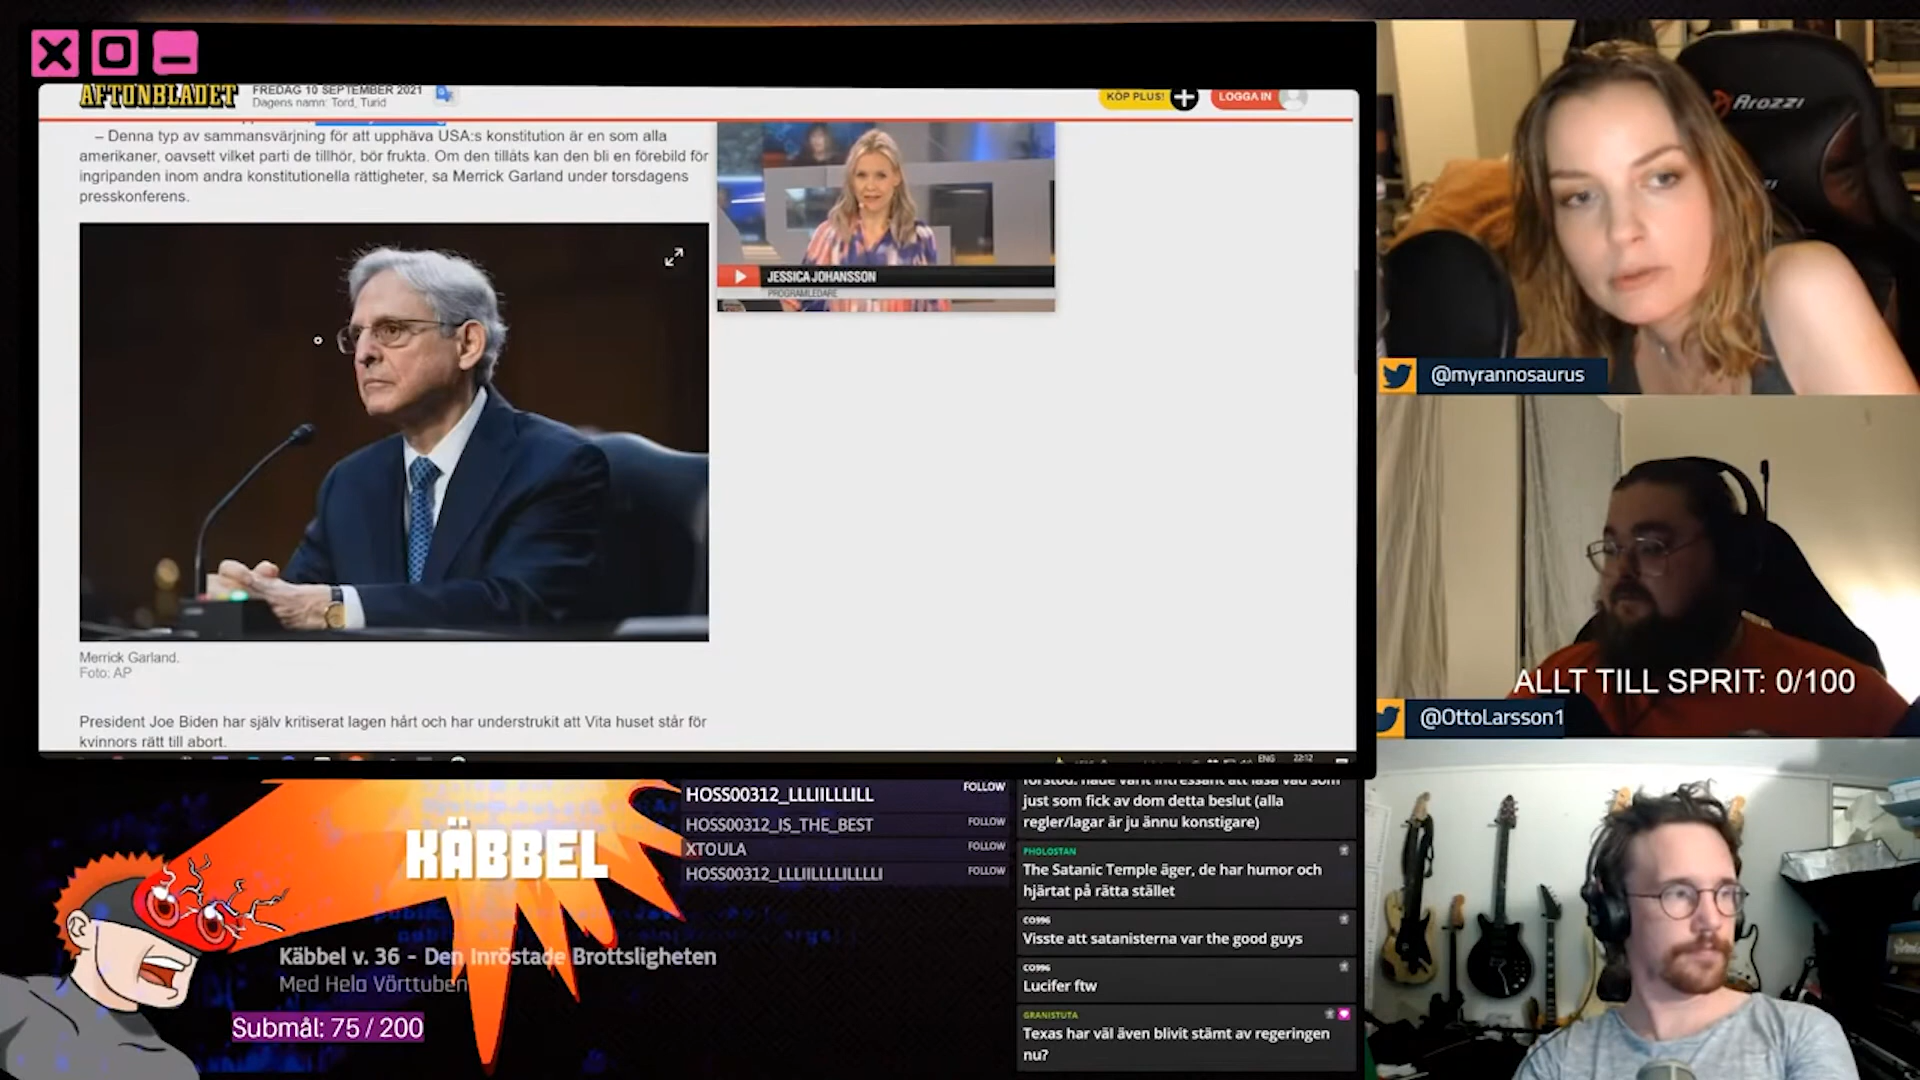 AFTONBLADET
FREDAG 10 SEPTEMBER 2021
Dagens namn: Tord, Turid
KÖP PLUS!
LOGGA IN
– Denna typ av sammansvärjning för att upphäva USA:s konstitution är en som alla
amerikaner, oavsett vilket parti de tillhör, bör frukta. Om den tillåts kan den bli en förebild för
ingripanden inom andra konstitutionella rättigheter, sa Merrick Garland under torsdagens
presskonferens.
JESSICA JOHANSSON
PROGRAMLEDARE
Merrick Garland.
Foto: AP
President Joe Biden har själv kritiserat lagen hårt och har understrukit att Vita huset står för
kvinnors rätt till abort.
ENG
22:12
Arozzi
@myrannosaurus
ALLT TILL SPRIT: 0/100
@OttoLarsson1
KÄBBEL
Käbbel v. 36 - Den Inröstade Brottsligheten
Med Hela Vörttuben
Submål: 75 / 200
HOSS00312_LLLIILLLILL
FOLLOW
HOSS00312_IS_THE_BEST
FOLLOW
XTOULA
FOLLOW
HOSS00312_LLLIILLLLILLLLI
FOLLOW
just som fick av dom detta beslut (alla
regler/lagar är ju ännu konstigare)
PHOLOSTAN
The Satanic Temple äger, de har humor och
hjärtat på rätta stället
CO996
Visste att satanisterna var the good guys
CO996
Lucifer ftw
GRANISTUTA
Texas har väl även blivit stämt av regeringen
nu?